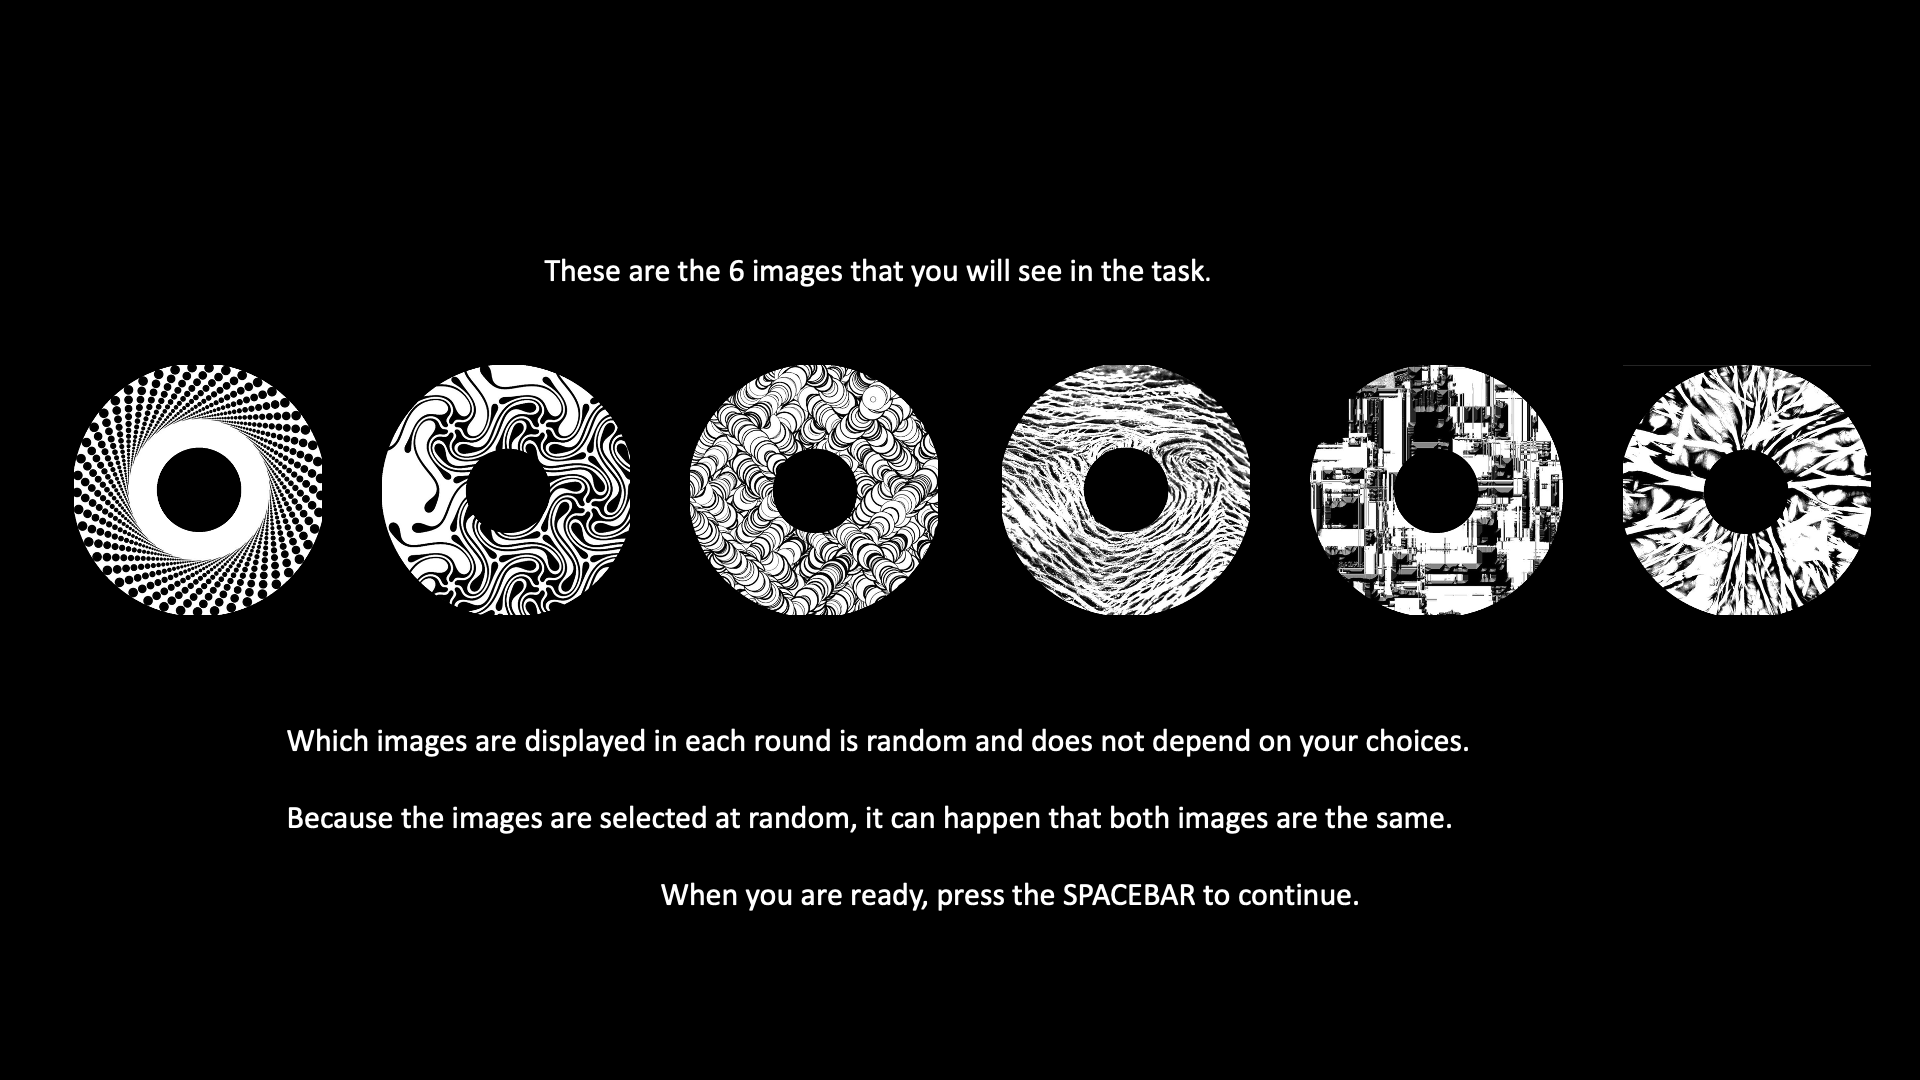 These are the 6 images that you will see in the task.
Which images are displayed in each round is random and does not depend on your choices.
Because the images are selected at random, it can happen that both images are the same.
When you are ready, press the SPACEBAR to continue.